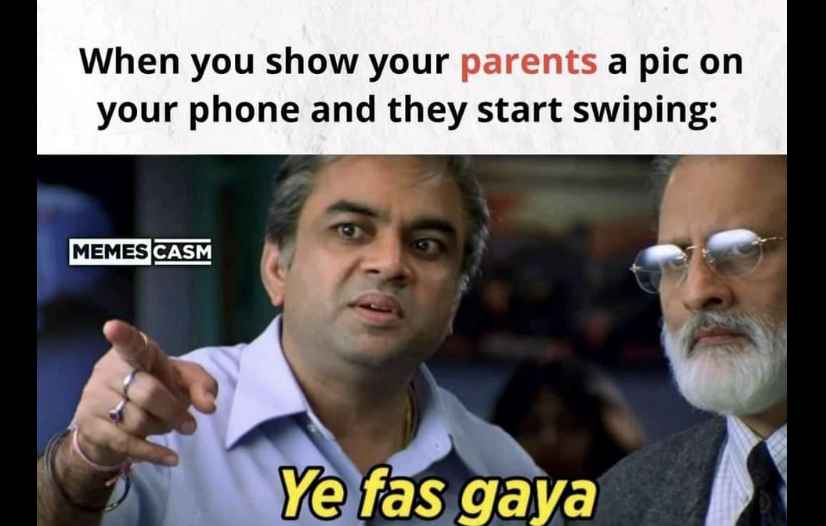 When you show your parents a pic on
your phone and they start swiping:
MEMES CASM
Ye fas gaya